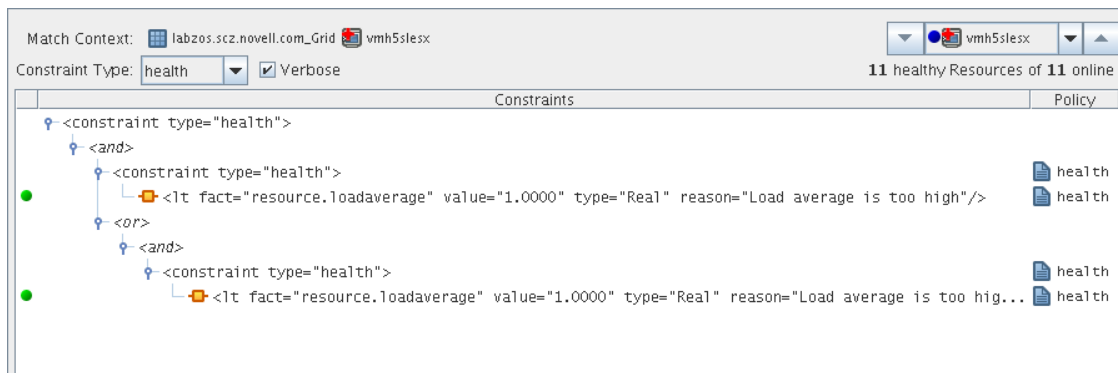 Match Context: labzos.scz.novell.com_Grid vmh5slesx
vmh5slesx
Constraint Type: health Verbose
11 healthy Resources of 11 online
Constraints Policy
<constraint type="health">
<and>
<constraint type="health"> health
<lt fact="resource.loadaverage" value="1.0000" type="Real" reason="Load average is too high"/> health
<or>
<and>
<constraint type="health"> health
<lt fact="resource.loadaverage" value="1.0000" type="Real" reason="Load average is too hig... health